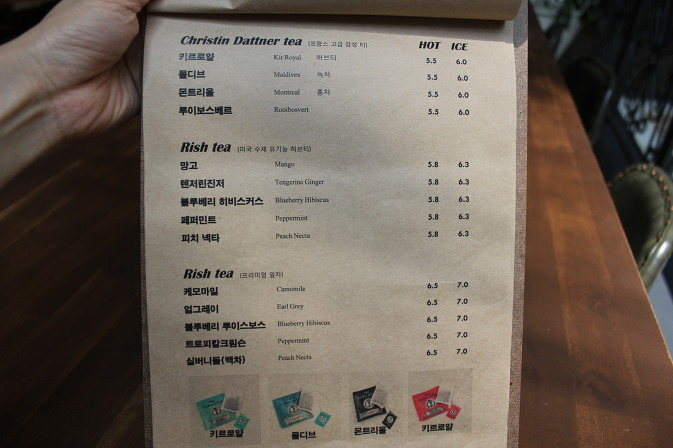 Christin Dattner tea (프랑스 고급 감성 티) HOT ICE
키르로얄 Kir Royal 허브티 5.5 6.0
몰디브 Maldives 녹차 5.5 6.0
몬트리올 Montreal 홍차 5.5 6.0
루이보스베르 Rooibosvert 5.5 6.0
Rish tea (미국 수제 유기농 허브티)
망고 Mango 5.8 6.3
텐저린진저 Tengerine Ginger 5.8 6.3
블루베리 히비스커스 Blueberry Hibiscus 5.8 6.3
페퍼민트 Peppermint 5.8 6.3
피치 넥타 Peach Necta 5.8 6.3
Rish tea (프리미엄 잎차)
케모마일 Camomile 6.5 7.0
얼그레이 Earl Grey 6.5 7.0
블루베리 루이스보스 Blueberry Hibiscus 6.5 7.0
트로피칼크림슨 Peppermint 6.5 7.0
실버니들(백차) Peach Necta 6.5 7.0
키르로얄 몰디브 몬트리올 키르로얄